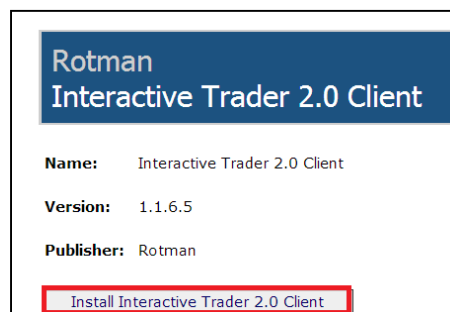 Rotman
Interactive Trader 2.0 Client
Name: Interactive Trader 2.0 Client
Version: 1.1.6.5
Publisher: Rotman
Install Interactive Trader 2.0 Client